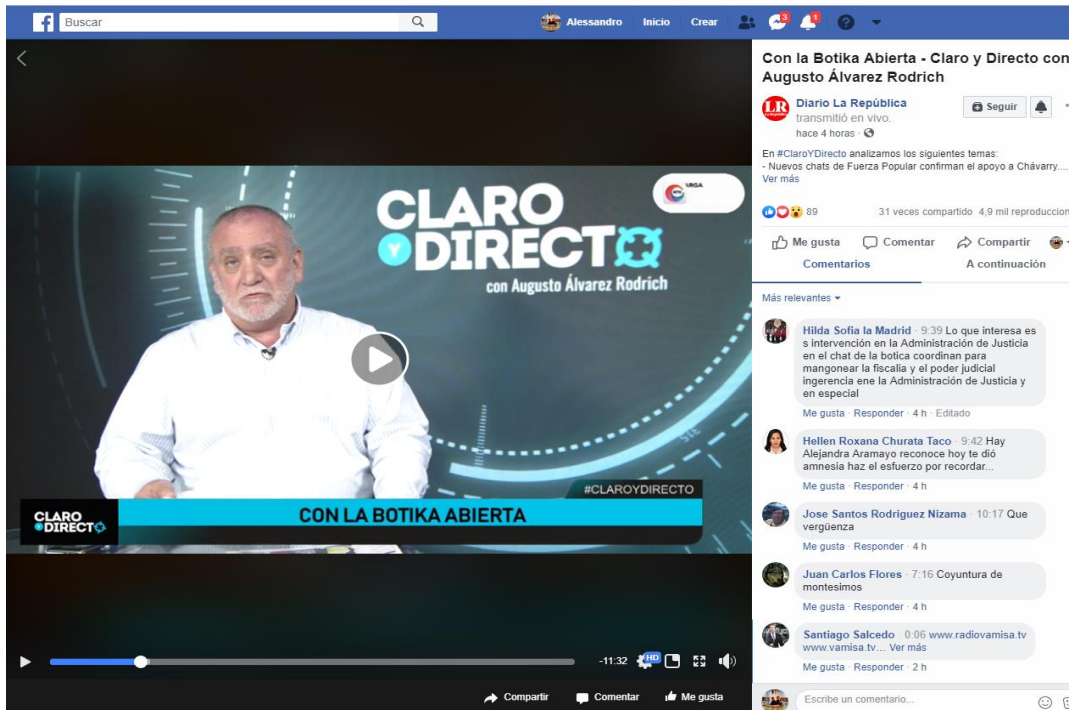 Buscar
Alessandro Inicio Crear 3 1
Con la Botika Abierta - Claro y Directo con
Augusto Álvarez Rodrich
LR
Diario La República Seguir
transmitió en vivo.
hace 4 horas ·
En #ClaroYDirecto analizamos los siguientes temas:
- Nuevos chats de Fuerza Popular confirman el apoyo a Chávarry....
Ver más
89 31 veces compartido 4,9 mil reproduccion
Me gusta Comentar Compartir
Comentarios A continuación
Más relevantes
Hilda Sofia la Madrid · 9:39 Lo que interesa es
s intervención en la Administración de Justicia
en el chat de la botica coordinan para
mangonear la fiscalia y el poder judicial
ingerencia ene la Administración de Justicia y
en especial
Me gusta · Responder · 4 h · Editado
Hellen Roxana Churata Taco · 9:42 Hay
Alejandra Aramayo reconoce hoy te dió
amnesia haz el esfuerzo por recordar...
Me gusta · Responder · 4 h
Jose Santos Rodriguez Nizama · 10:17 Que
vergüenza
Me gusta · Responder · 4 h
Juan Carlos Flores · 7:16 Coyuntura de
montesimos
Me gusta · Responder · 4 h
Santiago Salcedo · 0:06 www.radiovamisa.tv
www.vamisa.tv... Ver más
Me gusta · Responder · 2 h
Escribe un comentario...
CLARO
Y DIRECTO
con Augusto Álvarez Rodrich
#CLAROYDIRECTO
CLARO
Y DIRECTO
CON LA BOTIKA ABIERTA
-11:32 HD
Compartir Comentar Me gusta